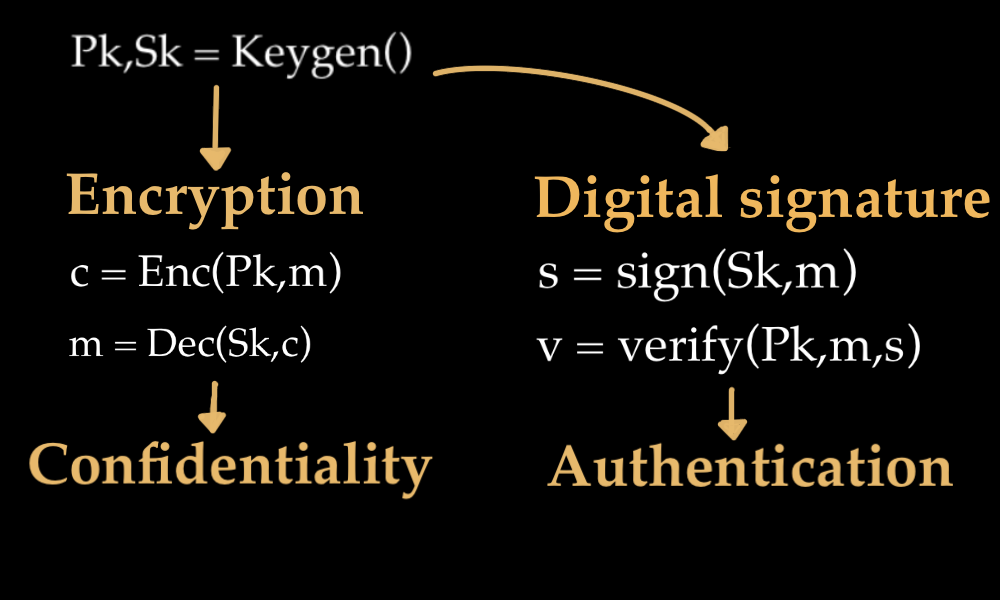 Pk,Sk = Keygen()
Encryption
c = Enc(Pk,m)
m = Dec(Sk,c)
Confidentiality
Digital signature
s = sign(Sk,m)
v = verify(Pk,m,s)
Authentication